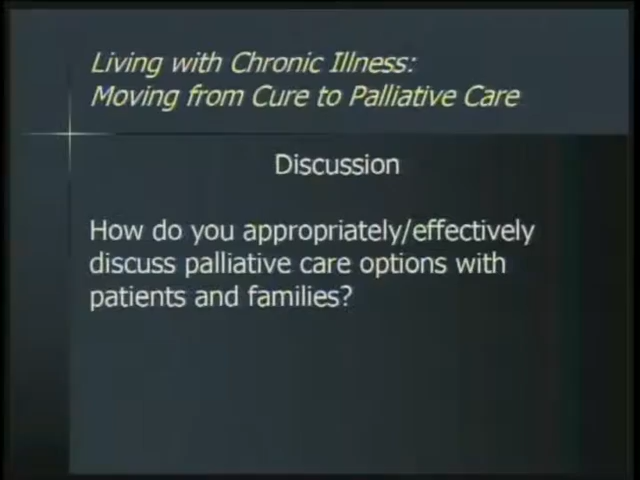 Living with Chronic Illness:
Moving from Cure to Palliative Care
Discussion
How do you appropriately/effectively
discuss palliative care options with
patients and families?